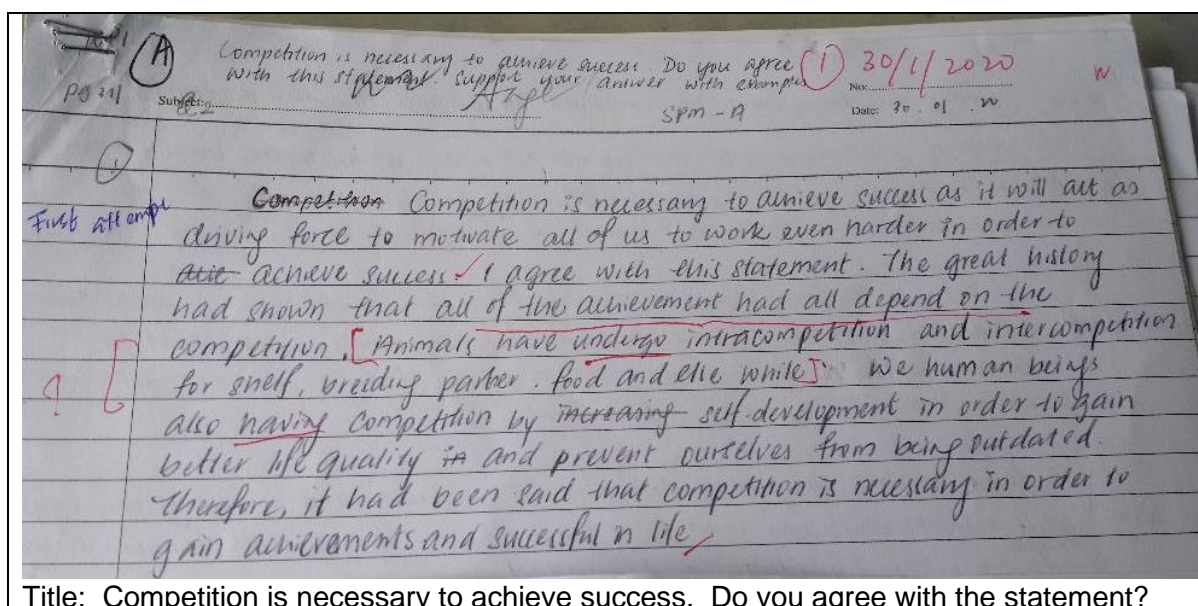 A
Competition is necessary to achieve success. Do you agree
with this statement. Support your answer with example
1
30/1/2020
Subject:
SPM - A
No:
Date: 30 . 01 . 20
1
First attempt
Competition Competition is necessary to achieve success as it will act as
driving force to motivate all of us to work even harder in order to
achieve success. I agree with this statement. The great history
had shown that all of the achievement had all depend on the
competition. [Animals have undergo intracompetition and intercompetition
for shelf, breeding partner. food and else while]. We human beings
?
also having competition by increasing self-development in order to gain
better life quality in and prevent ourselves from being outdated.
Therefore, it had been said that competition is necessary in order to
gain achievements and successful in life
Title: Competition is necessary to achieve success. Do you agree with the statement?